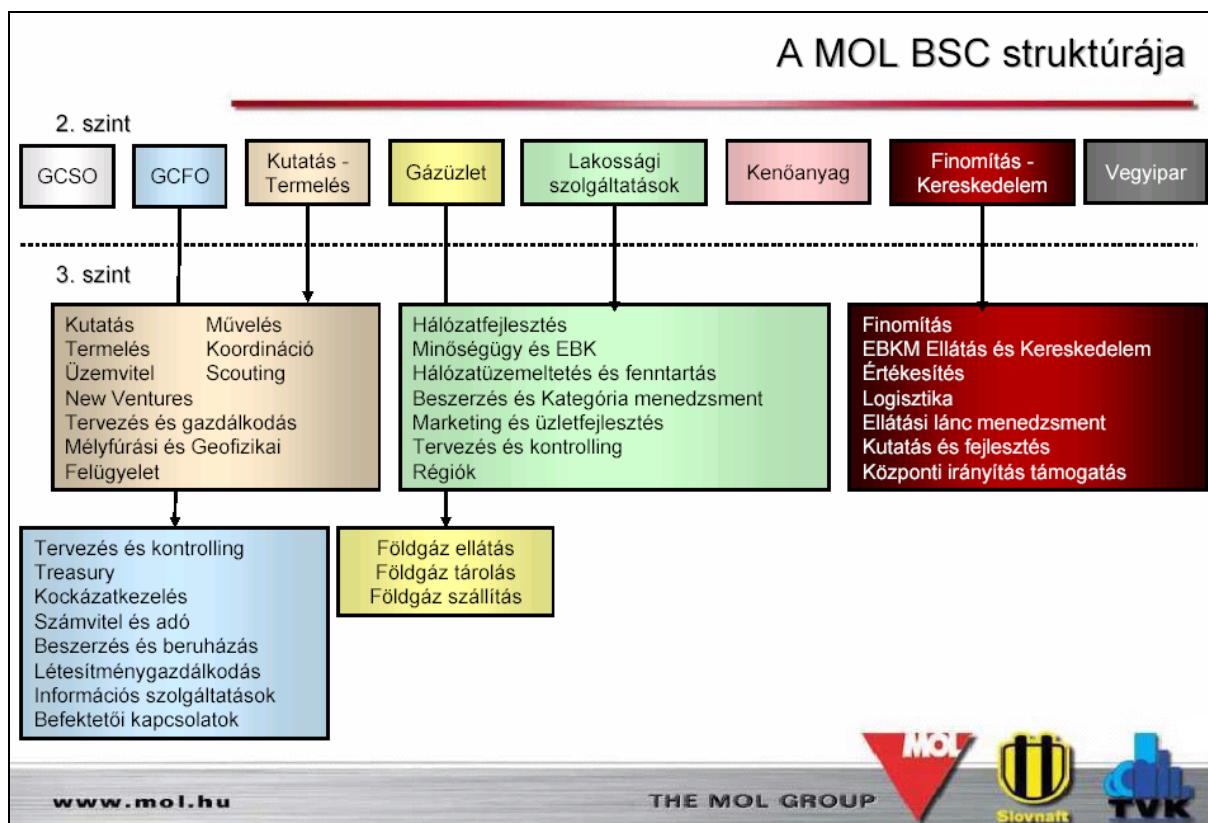 A MOL BSC struktúrája
2. szint
GCSO
GCFO
Kutatás -
Termelés
Gázüzlet
Lakossági
szolgáltatások
Kenőanyag
Finomítás -
Kereskedelem
Vegyipar
3. szint
Kutatás Művelés
Termelés Koordináció
Üzemvitel Scouting
New Ventures
Tervezés és gazdálkodás
Mélyfúrási és Geofizikai
Felügyelet
Hálózatfejlesztés
Minőségügy és EBK
Hálózatüzemeltetés és fenntartás
Beszerzés és Kategória menedzsment
Marketing és üzletfejlesztés
Tervezés és kontrolling
Régiók
Finomítás
EBKM Ellátás és Kereskedelem
Értékesítés
Logisztika
Ellátási lánc menedzsment
Kutatás és fejlesztés
Központi irányítás támogatás
Tervezés és kontrolling
Treasury
Kockázatkezelés
Számvitel és adó
Beszerzés és beruházás
Létesítménygazdálkodás
Információs szolgáltatások
Befektetői kapcsolatok
Földgáz ellátás
Földgáz tárolás
Földgáz szállítás
www.mol.hu
THE MOL GROUP
MOL
Slovnaft
TVK